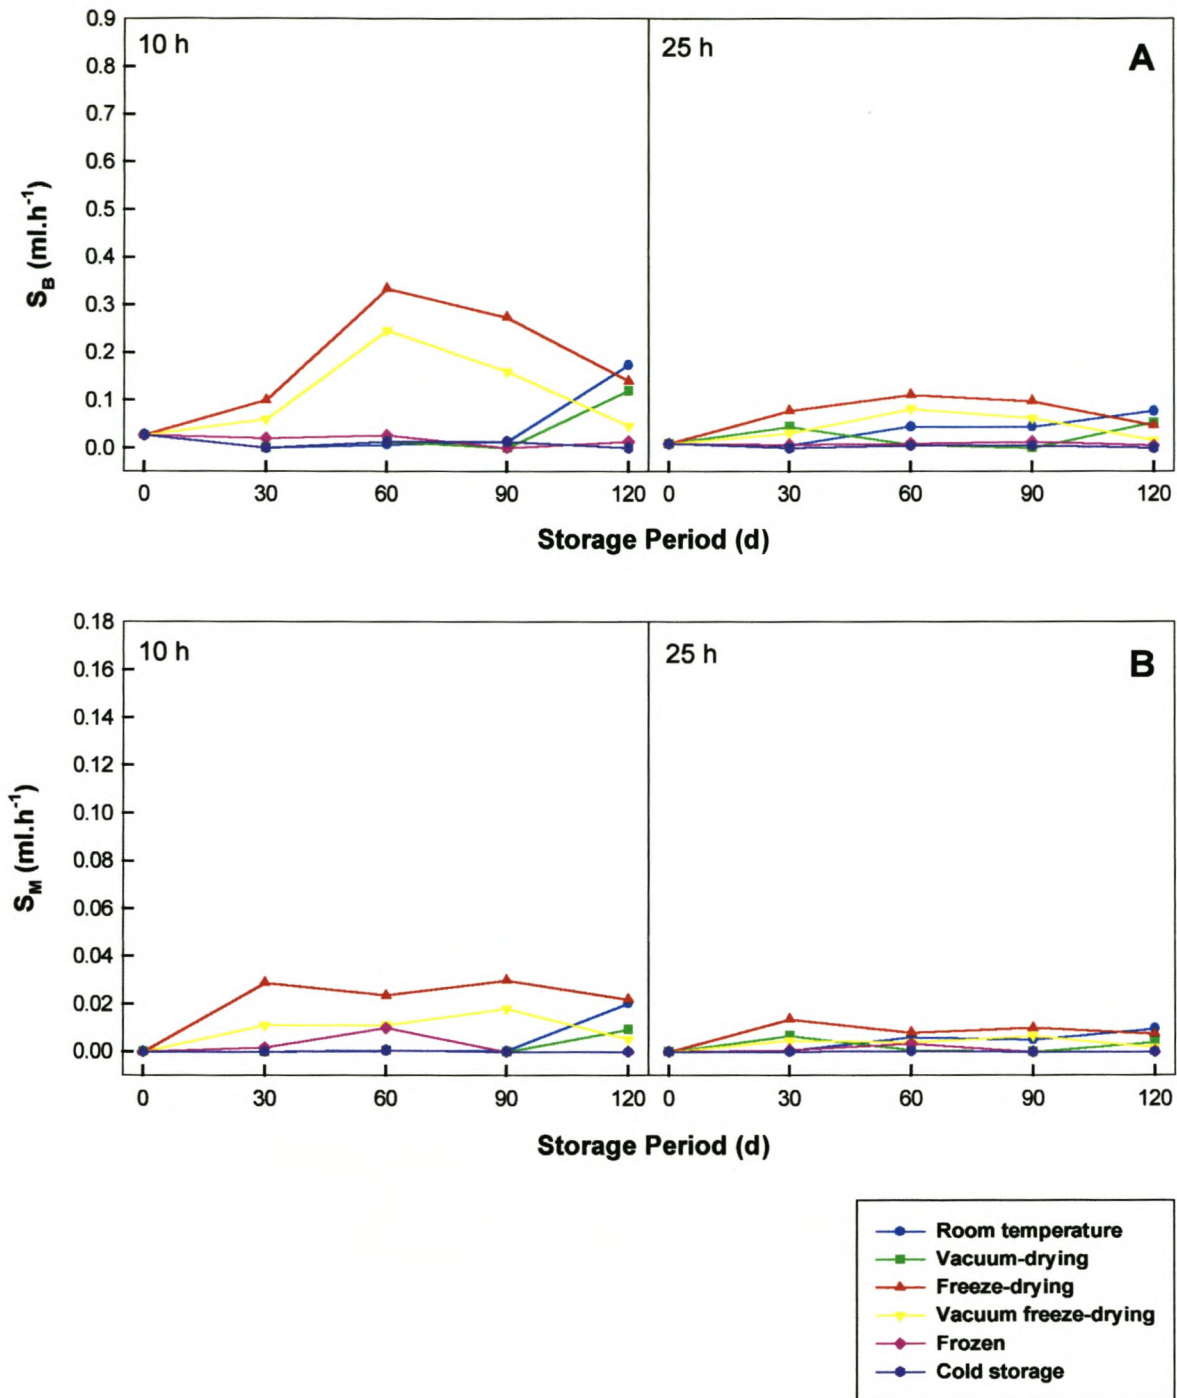 10 h
25 h
A
0.9
0.8
0.7
0.6
0.5
0.4
0.3
0.2
0.1
0.0
S_B (ml.h⁻¹)
0 30 60 90 120 0 30 60 90 120
Storage Period (d)
10 h
25 h
B
0.18
0.16
0.14
0.12
0.10
0.08
0.06
0.04
0.02
0.00
S_M (ml.h⁻¹)
0 30 60 90 120 0 30 60 90 120
Storage Period (d)
Room temperature
Vacuum-drying
Freeze-drying
Vacuum freeze-drying
Frozen
Cold storage